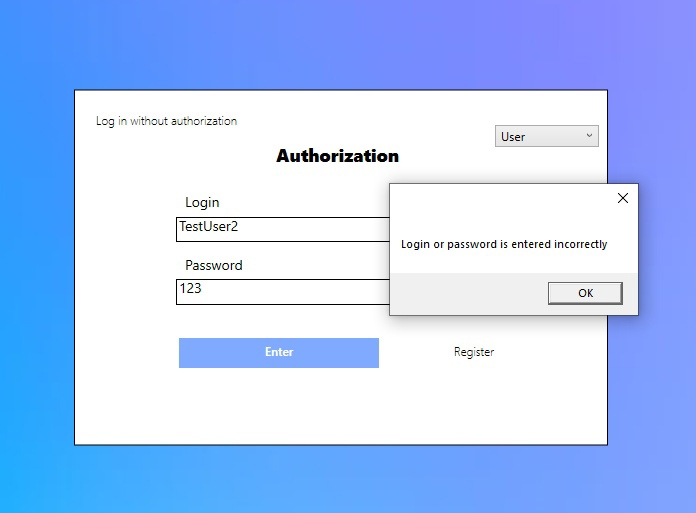 Log in without authorization
User
Authorization
Login
TestUser2
Login or password is entered incorrectly
Password
123
OK
Enter
Register